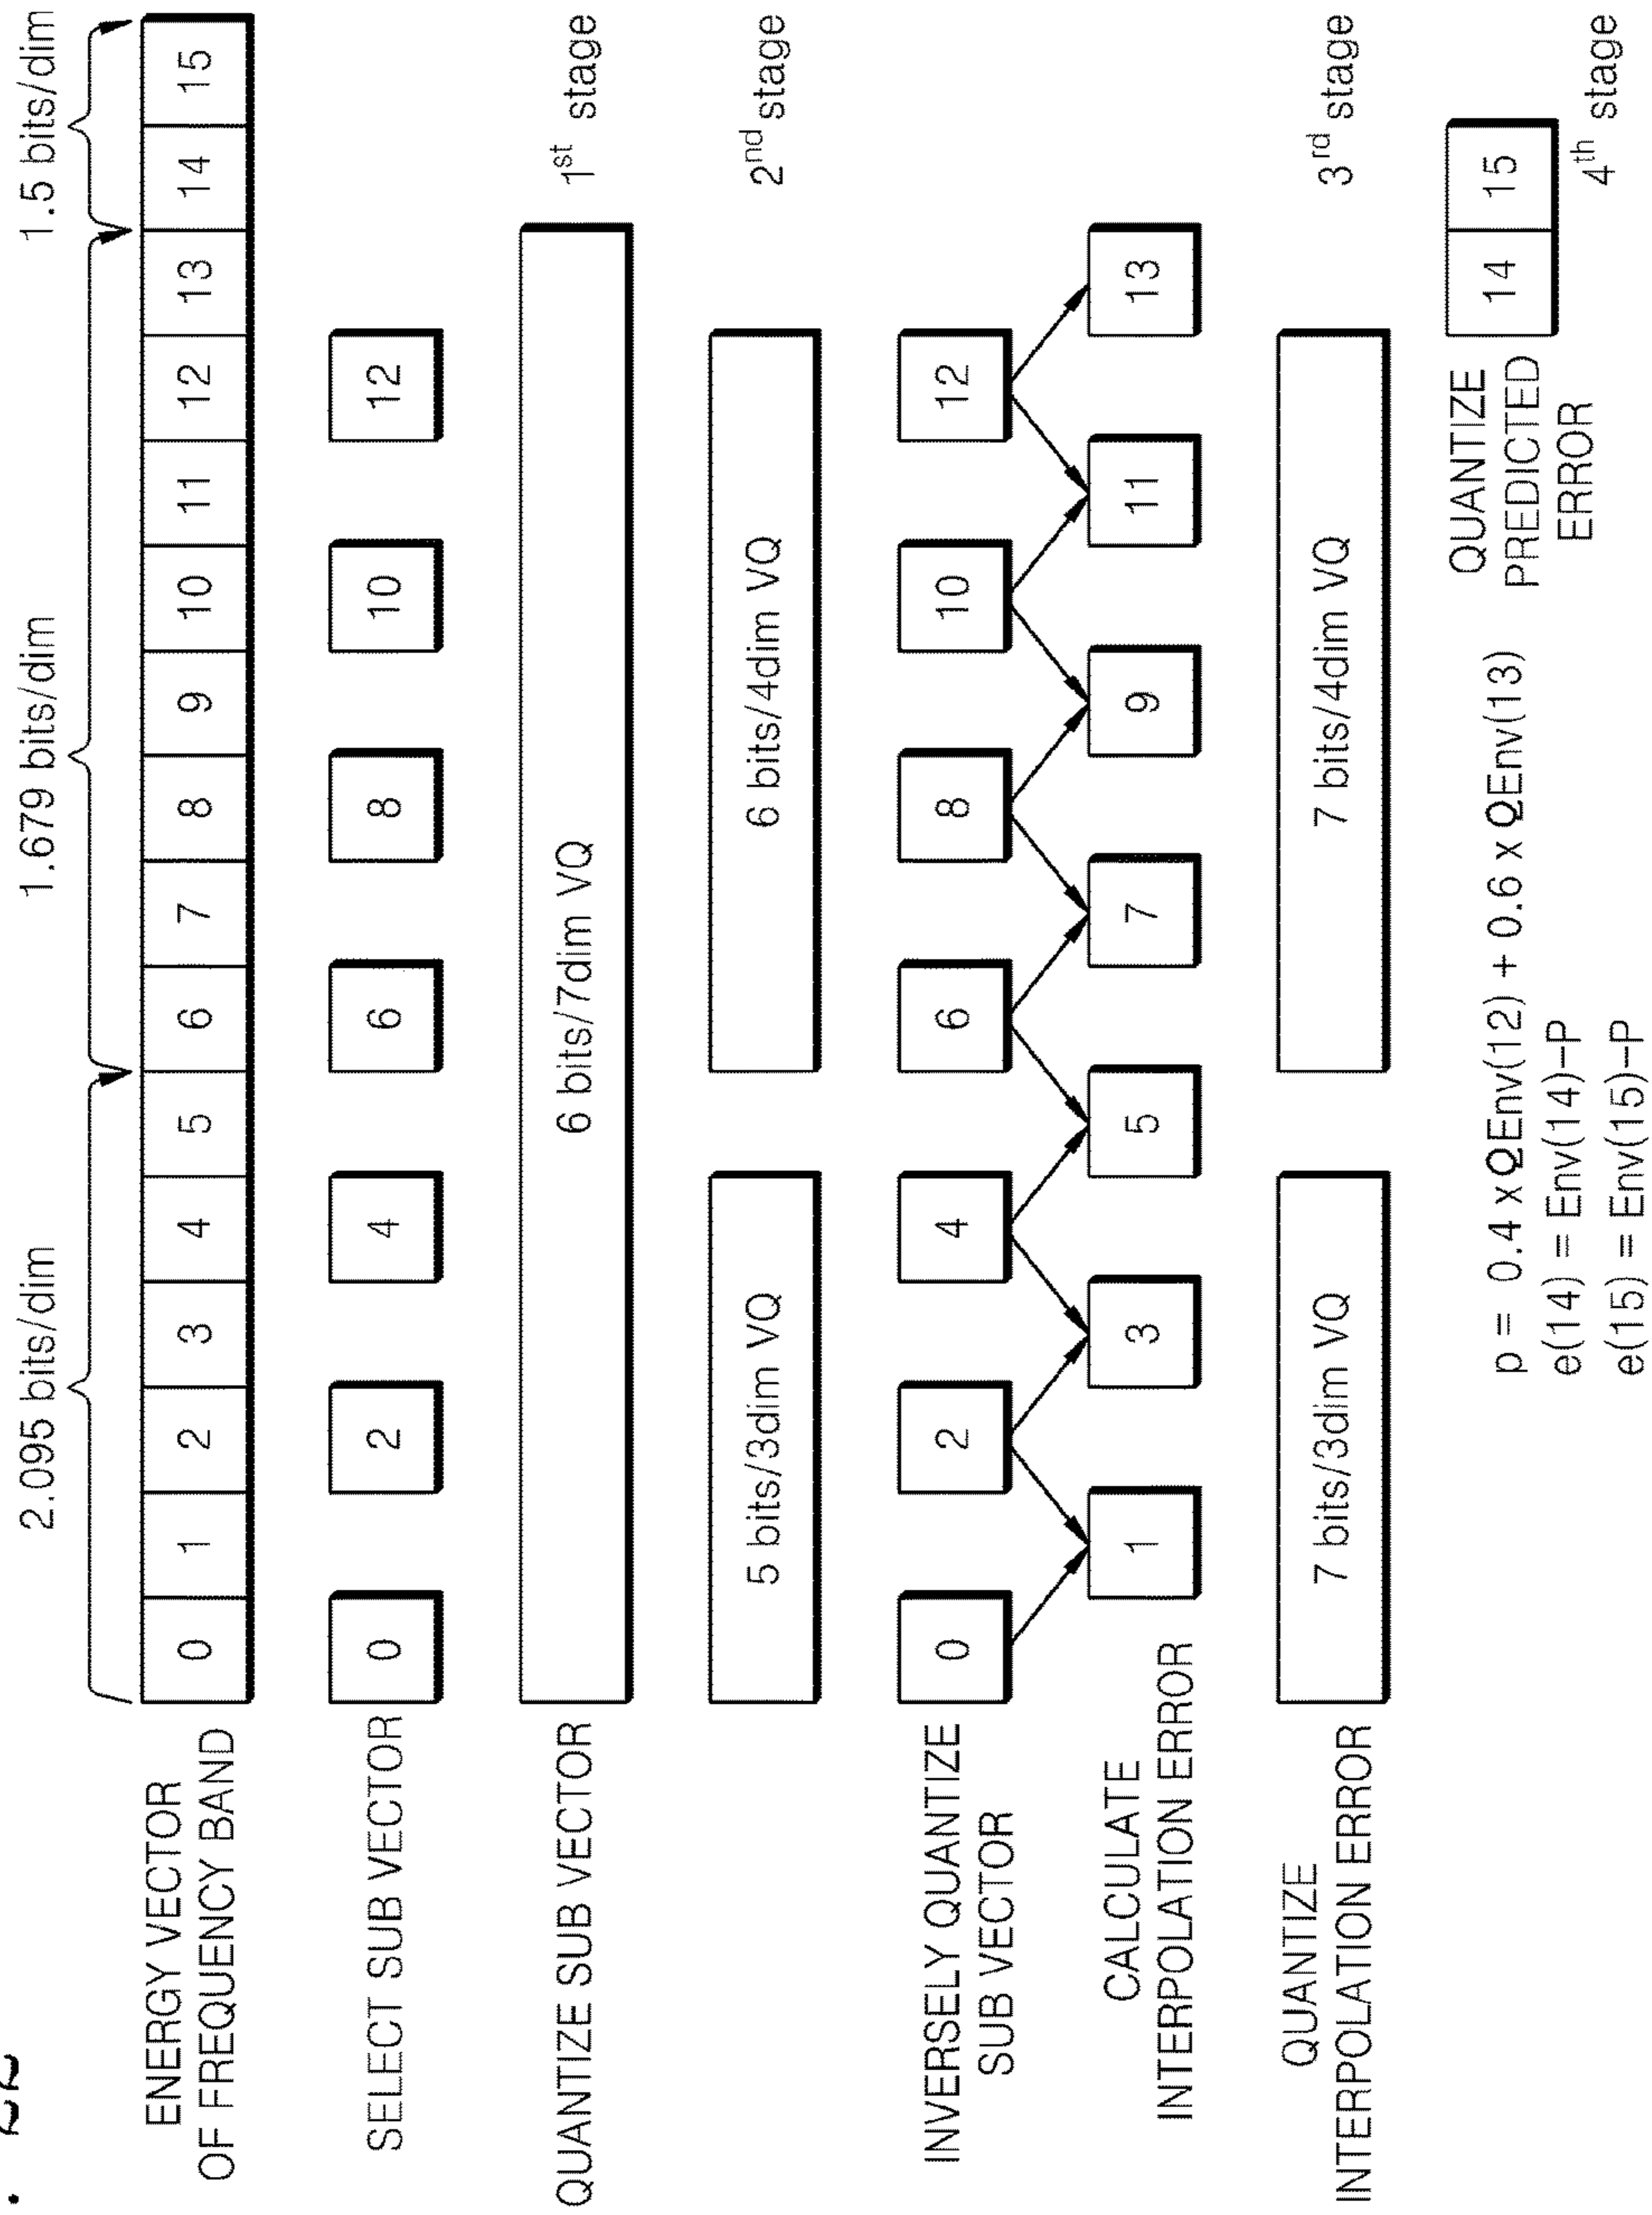 2.095 bits/dim 1.679 bits/dim 1.5 bits/dim
ENERGY VECTOR
OF FREQUENCY BAND
0 1 2 3 4 5 6 7 8 9 10 11 12 13 14 15
SELECT SUB VECTOR
0 2 4 6 8 10 12
QUANTIZE SUB VECTOR
6 bits/7dim VQ
1st stage
5 bits/3dim VQ 6 bits/4dim VQ
2nd stage
INVERSELY QUANTIZE
SUB VECTOR
0 2 4 6 8 10 12
CALCULATE
INTERPOLATION ERROR
1 3 5 7 9 11 13
QUANTIZE
INTERPOLATION ERROR
7 bits/3dim VQ 7 bits/4dim VQ
3rd stage
p = 0.4 x QEnv(12) + 0.6 x QEnv(13)
e(14) = Env(14)–P
e(15) = Env(15)–P
QUANTIZE
PREDICTED
ERROR
14 15
4th stage